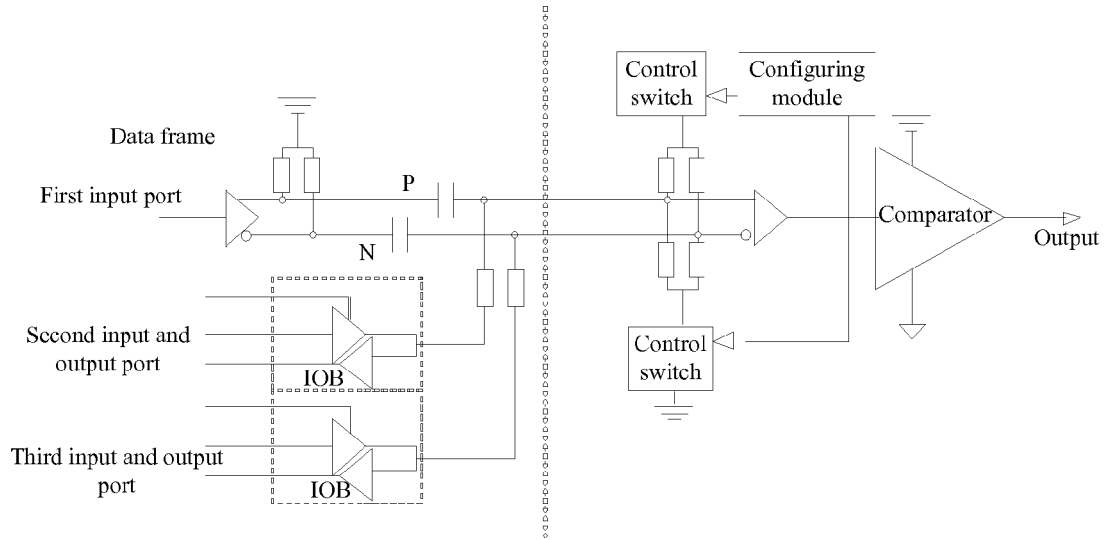 Control
switch
Configuring
module
Data frame
First input port
P
Comparator
Output
N
Second input and
output port
IOB
Control
switch
Third input and output
port
IOB